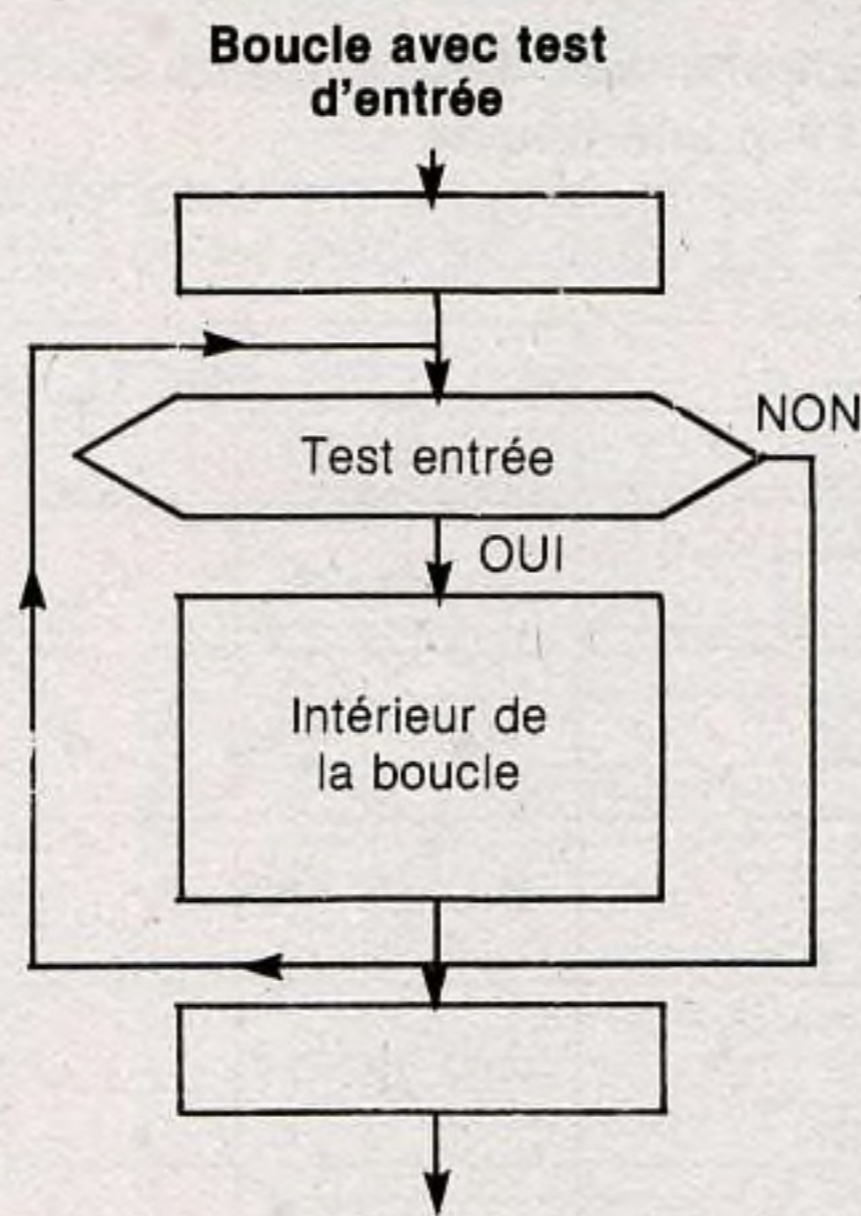 Boucle avec test
d'entrée
NON
Test entrée
OUI
Intérieur de
la boucle